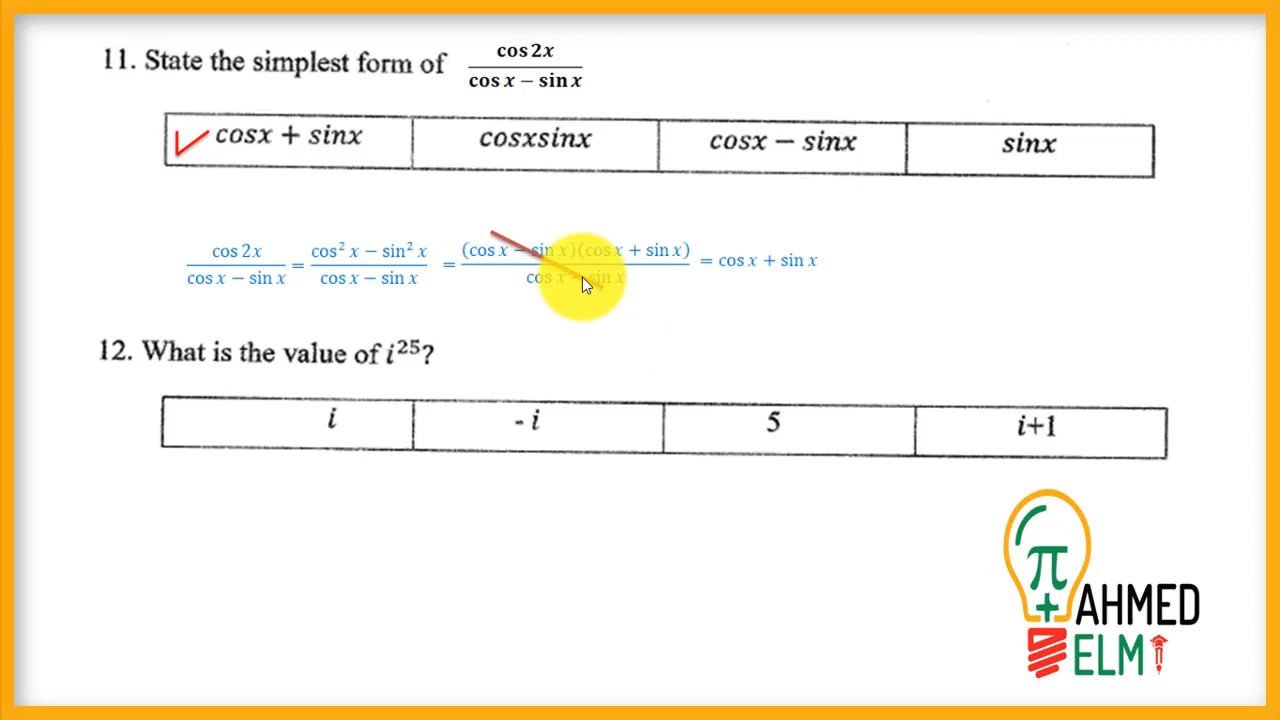 11. State the simplest form of cos 2x / cos x − sin x
cosx + sinx	cosxsinx	cosx − sinx	sinx
cos 2x / cos x − sin x = cos² x − sin² x / cos x − sin x = (cos x − sin x)(cos x + sin x) / cos x − sin x = cos x + sin x
12. What is the value of i²⁵?
i	- i	5	i+1
π
+AHMED
ELMI